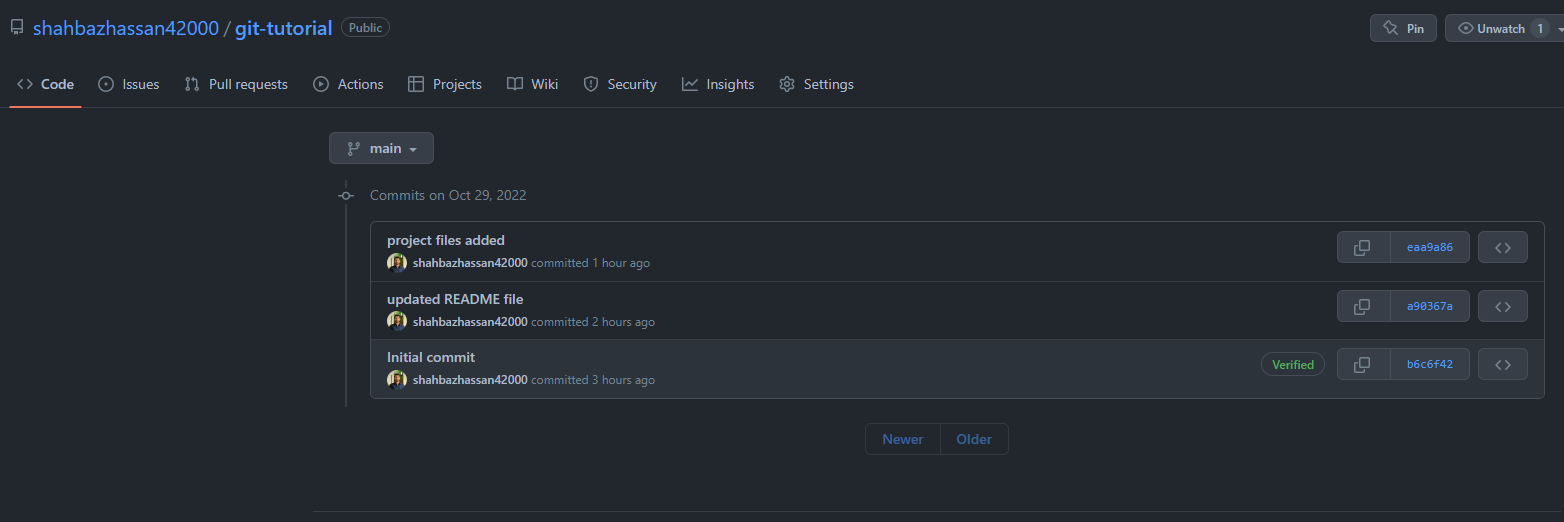 shahbazhassan42000 / git-tutorial Public
Pin
Unwatch 1
Code Issues Pull requests Actions Projects Wiki Security Insights Settings
main
Commits on Oct 29, 2022
project files added
shahbazhassan42000 committed 1 hour ago
eaa9a86
updated README file
shahbazhassan42000 committed 2 hours ago
a90367a
Initial commit
shahbazhassan42000 committed 3 hours ago
Verified
b6c6f42
Newer Older